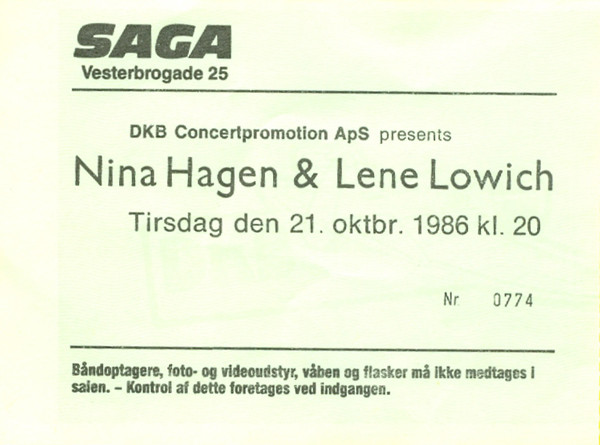 SAGA
Vesterbrogade 25
DKB Concertpromotion ApS presents
Nina Hagen & Lene Lowich
Tirsdag den 21. oktbr. 1986 kl. 20
Nr 0774
Båndoptagere, foto- og videoudstyr, våben og flasker må ikke medtages i
salen. – Kontrol af dette foretages ved indgangen.